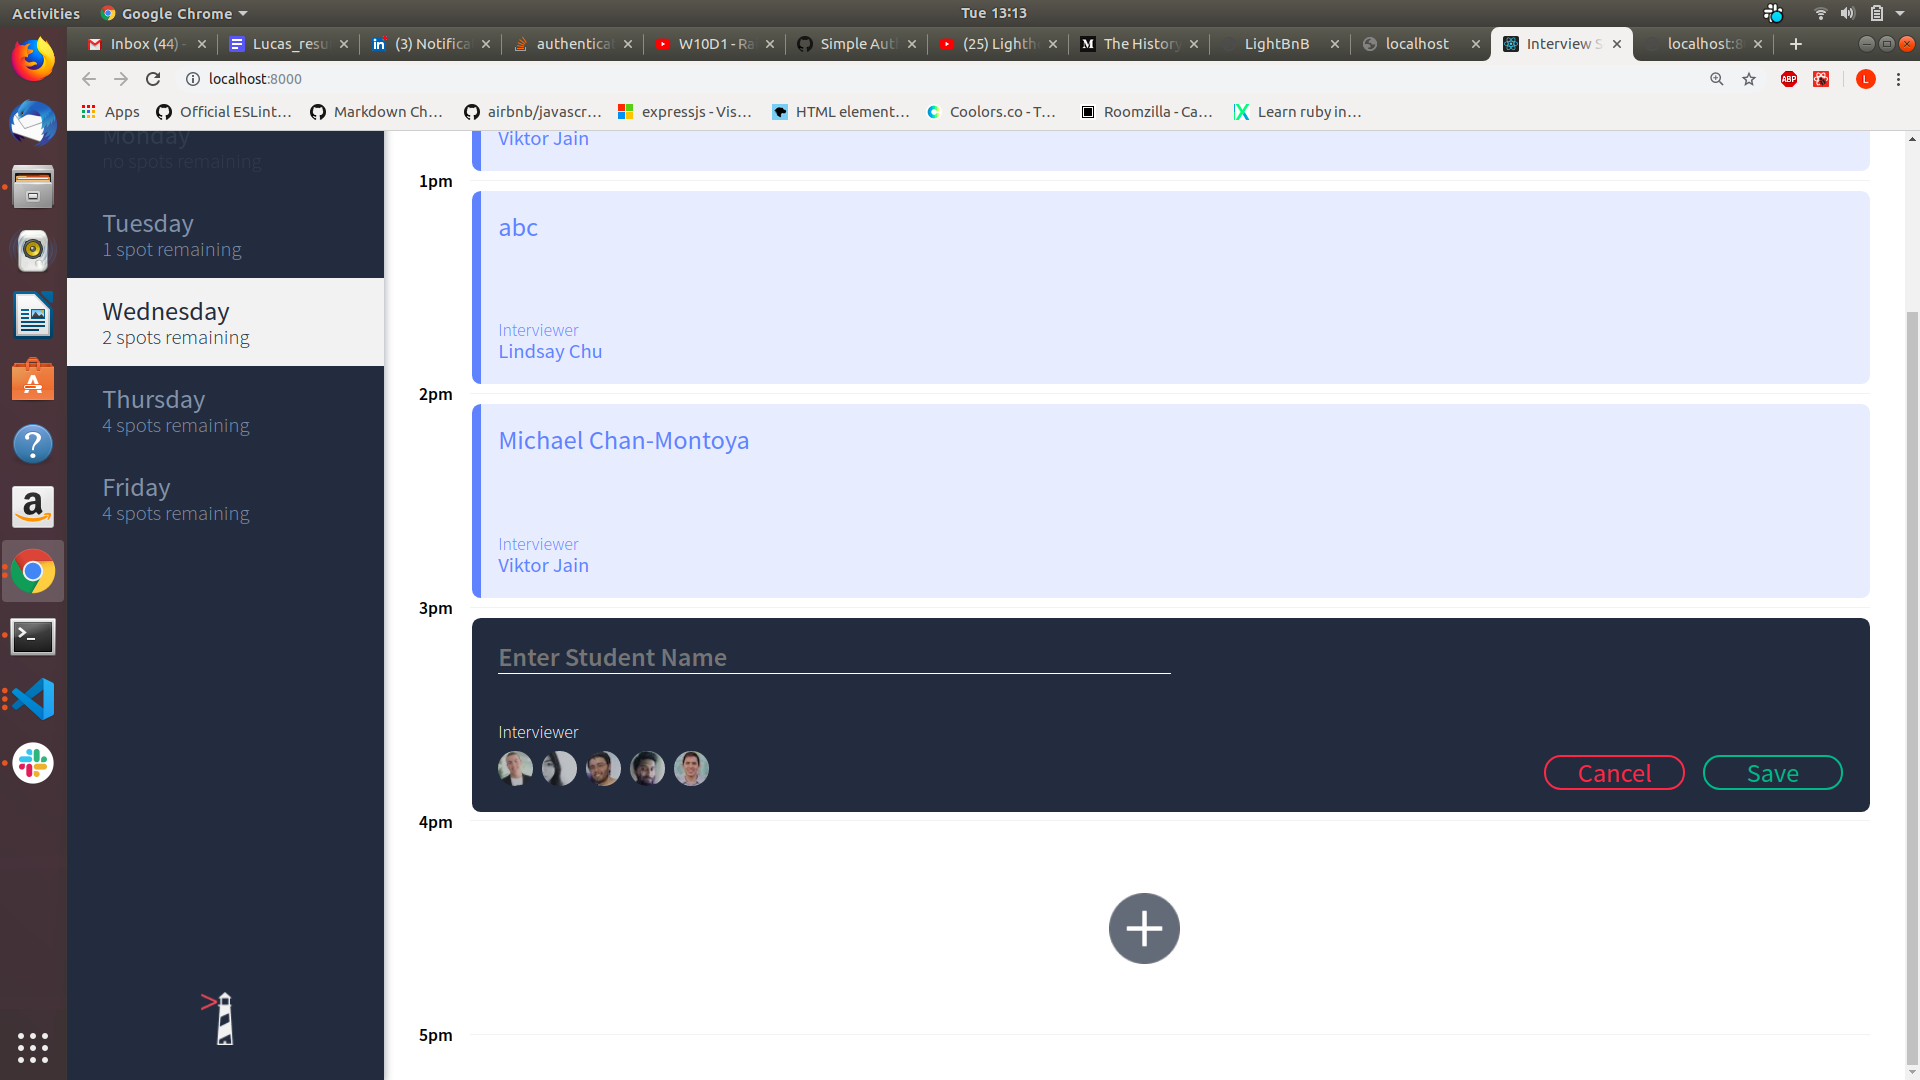 Activities
Google Chrome
Tue 13:13
Inbox (44) -
Lucas_resu
(3) Notifica
authentica
W10D1 - Ra
Simple Aut
(25) Lighth
The History
LightBnB
localhost
Interview S
localhost:8
localhost:8000
ABP
L
Apps
Official ESLint...
Markdown Ch...
airbnb/javascr...
expressjs - Vis...
HTML element...
Coolors.co - T...
Roomzilla - Ca...
Learn ruby in...
Monday
no spots remaining
Tuesday
1 spot remaining
Wednesday
2 spots remaining
Thursday
4 spots remaining
Friday
4 spots remaining
Viktor Jain
1pm
abc
Interviewer
Lindsay Chu
2pm
Michael Chan-Montoya
Interviewer
Viktor Jain
3pm
Enter Student Name
Interviewer
Cancel
Save
4pm
5pm